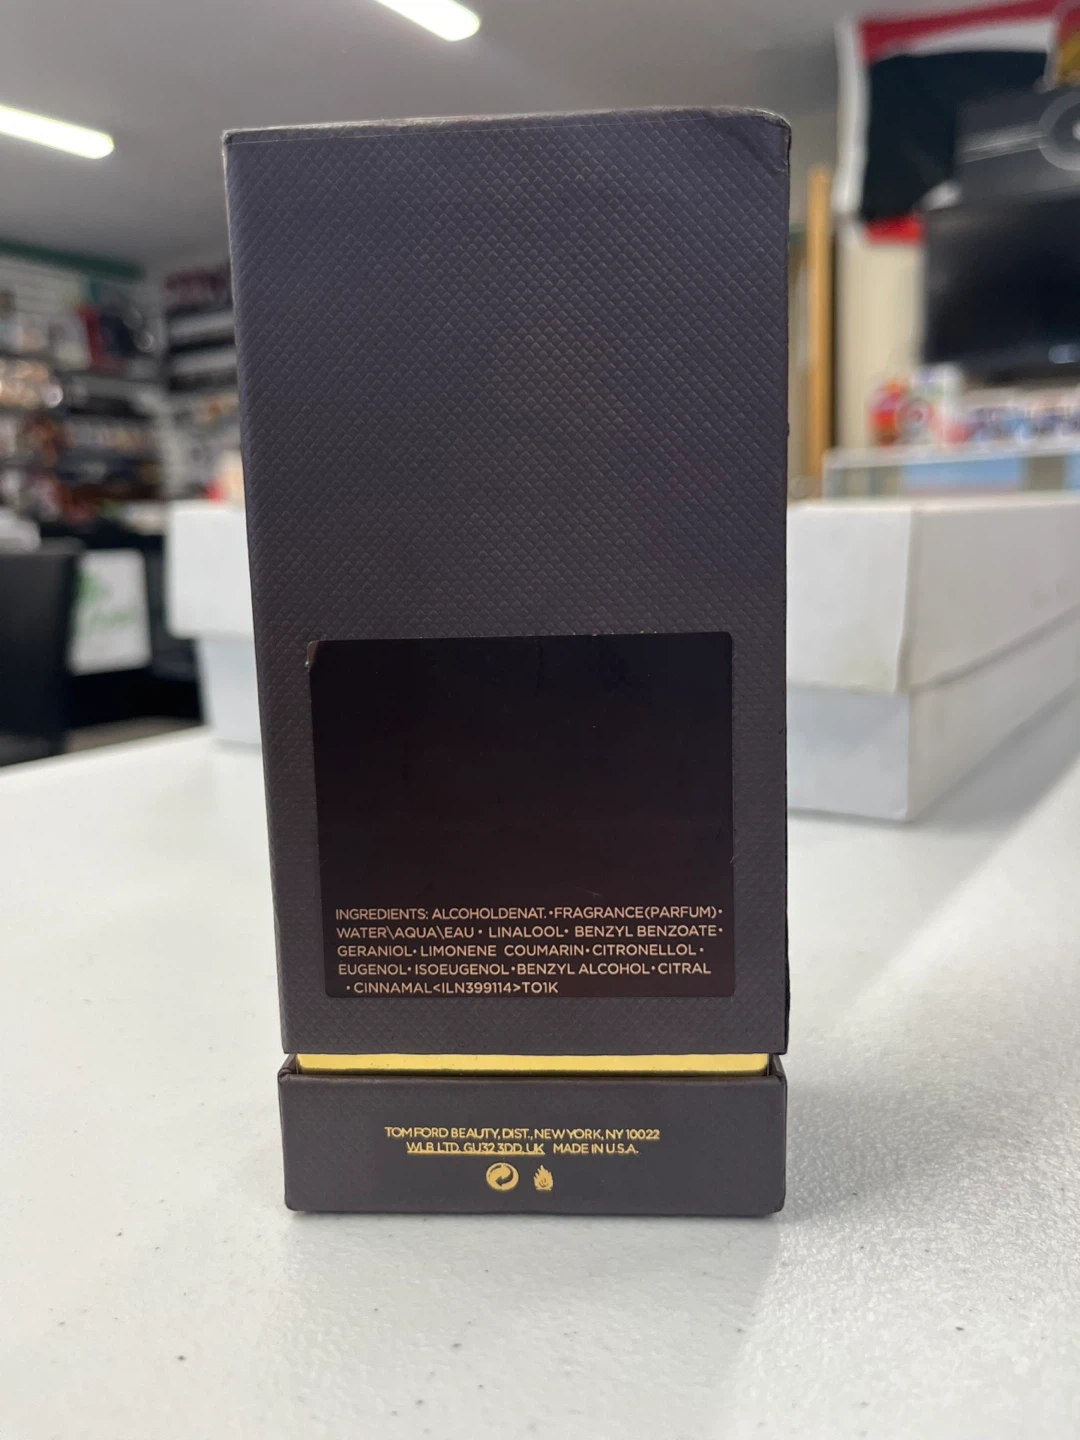 INGREDIENTS: ALCOHOLDENAT. •FRAGRANCE(PARFUM)•
WATER\AQUA\EAU • LINALOOL• BENZYL BENZOATE•
GERANIOL• LIMONENE COUMARIN•CITRONELLOL•
EUGENOL• ISOEUGENOL•BENZYL ALCOHOL•CITRAL
•CINNAMAL<ILN399114>TO1K
TOM FORD BEAUTY, DIST., NEW YORK, NY 10022
WLB LTD. GU32 3DD. UK MADE IN U.S.A.